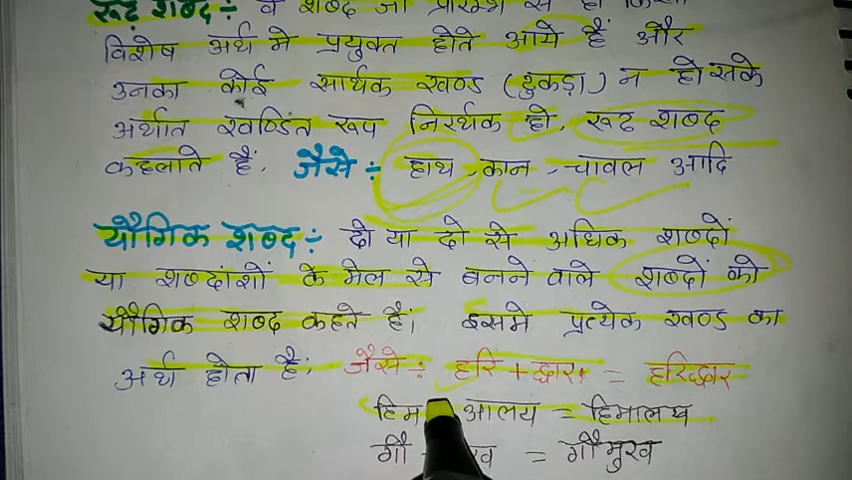 रूढ़ शब्द :- वे शब्द जो प्रारम्भ से ही किसी
विशेष अर्थ मे प्रयुक्त होते आये हैं और
उनका कोई सार्थक खण्ड (टुकड़ा) न हो सके
अर्थात खण्डित रूप निरर्थक हो, रूढ शब्द
कहलाते हैं. जैसे :- हाथ, कान, चावल आदि
यौगिक शब्द :- दो या दो से अधिक शब्दों
या शब्दांशों के मेल से बनने वाले शब्दों को
यौगिक शब्द कहते हैं। इसमे प्रत्येक खण्ड का
अर्थ होता है. जैसे :- हरि + द्वार = हरिद्वार
हिम आलय = हिमालय
गौ = गौमुख